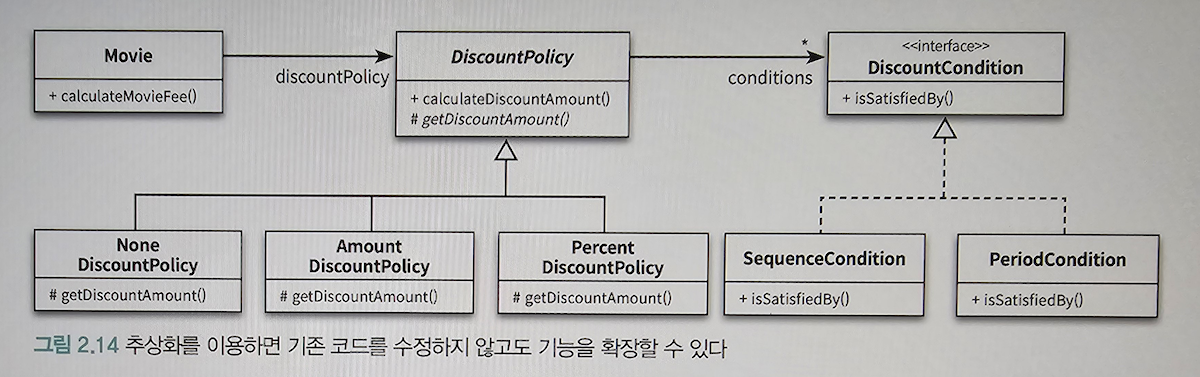 Movie
+ calculateMovieFee()
discountPolicy
DiscountPolicy
+ calculateDiscountAmount()
# getDiscountAmount()
*
conditions
<<interface>>
DiscountCondition
+ isSatisfiedBy()
None
DiscountPolicy
# getDiscountAmount()
Amount
DiscountPolicy
# getDiscountAmount()
Percent
DiscountPolicy
# getDiscountAmount()
SequenceCondition
+ isSatisfiedBy()
PeriodCondition
+ isSatisfiedBy()
그림 2.14 추상화를 이용하면 기존 코드를 수정하지 않고도 기능을 확장할 수 있다